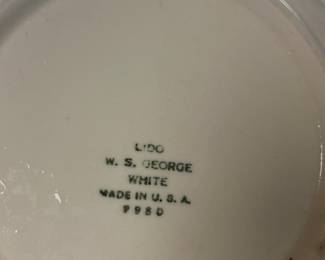 LIDO
W. S. GEORGE
WHITE
MADE IN U. S. A.